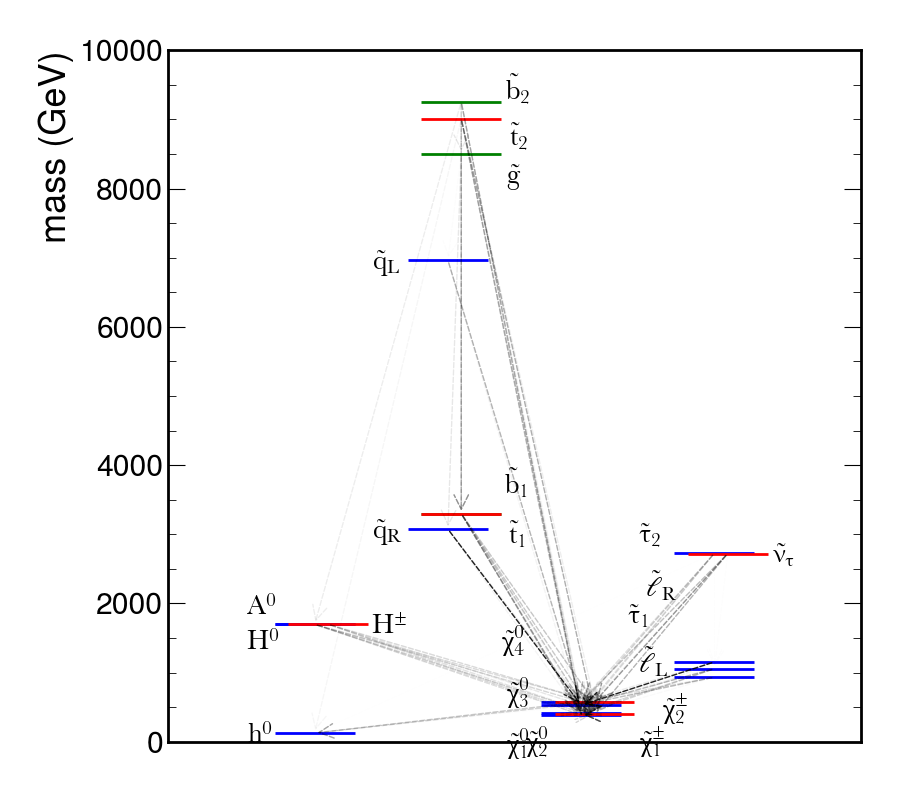 10000
b̃₂
t̃₂
g̃
8000
mass (GeV)
q̃L
6000
4000
b̃₁
q̃R
t̃₁
τ̃₂
ν̃τ
ℓ̃R
2000
A⁰
τ̃₁
H±
H⁰
χ̃⁰₄
ℓ̃L
χ̃⁰₃
χ̃±₂
h⁰
0
χ̃⁰₁ χ̃⁰₂
χ̃±₁